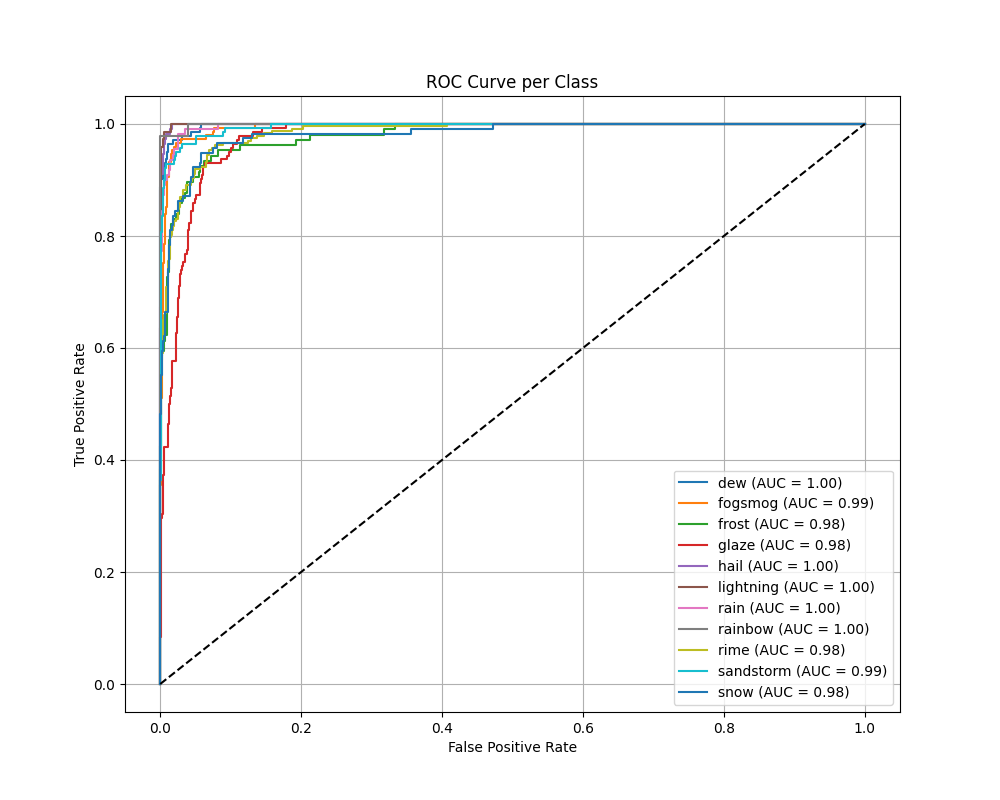 ROC Curve per Class
True Positive Rate
1.0
0.8
0.6
0.4
0.2
0.0
0.0 0.2 0.4 0.6 0.8 1.0
False Positive Rate
dew (AUC = 1.00)
fogsmog (AUC = 0.99)
frost (AUC = 0.98)
glaze (AUC = 0.98)
hail (AUC = 1.00)
lightning (AUC = 1.00)
rain (AUC = 1.00)
rainbow (AUC = 1.00)
rime (AUC = 0.98)
sandstorm (AUC = 0.99)
snow (AUC = 0.98)